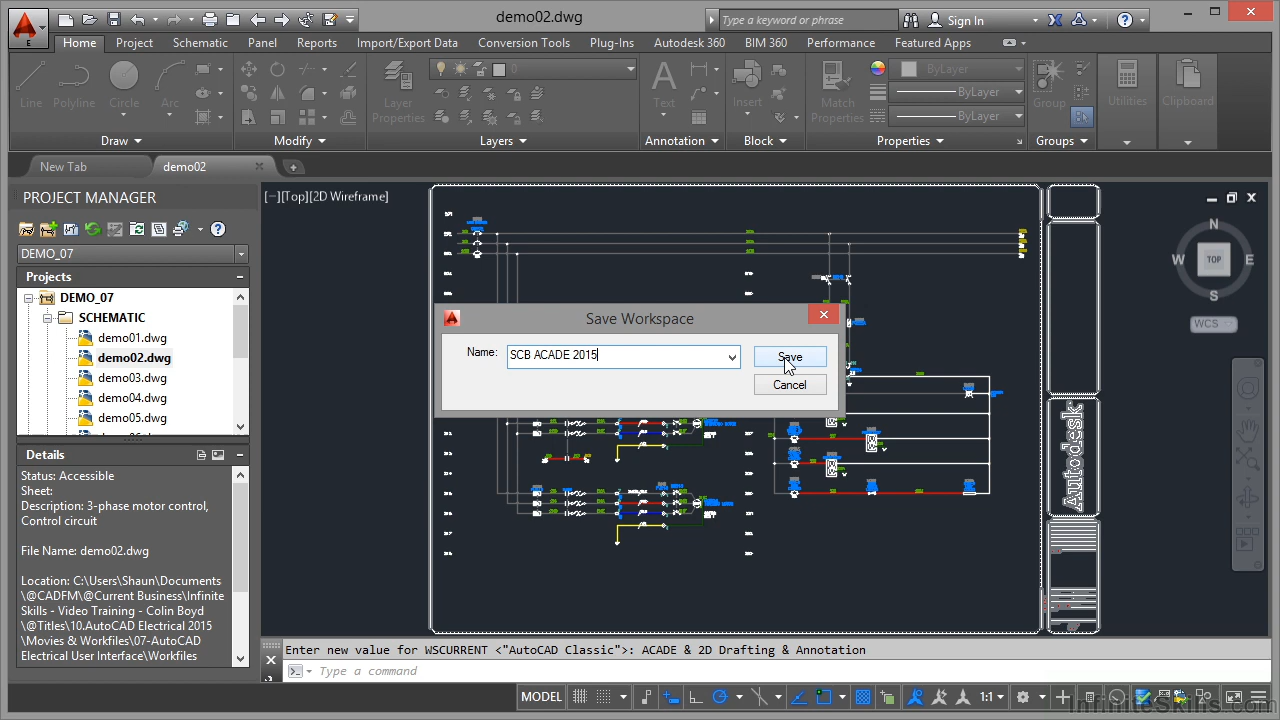 demo02.dwg
Type a keyword or phrase
Sign In
E
Home Project Schematic Panel Reports Import/Export Data Conversion Tools Plug-Ins Autodesk 360 BIM 360 Performance Featured Apps
Line Polyline Circle Arc
Layer Properties
0
Text
Insert
Match Properties
ByLayer
ByLayer
ByLayer
Group
Utilities
Clipboard
Draw Modify Layers Annotation Block Properties Groups
New Tab
demo02
PROJECT MANAGER
[−][Top][2D Wireframe]
DEMO_07
Projects
DEMO_07
SCHEMATIC
demo01.dwg
demo02.dwg
demo03.dwg
demo04.dwg
demo05.dwg
N
W TOP E
S
WCS
Save Workspace
Name: SCB ACADE 2015
Save
Cancel
Autodesk
Details
Status: Accessible
Sheet:
Description: 3-phase motor control,
Control circuit
File Name: demo02.dwg
Location: C:\Users\Shaun\Documents
\@CADFM\@Current Business\Infinite
Skills - Video Training - Colin Boyd
\@Titles\10.AutoCAD Electrical 2015
\Movies & Workfiles\07-AutoCAD
Electrical User Interface\Workfiles
Enter new value for WSCURRENT <"AutoCAD Classic">: ACADE & 2D Drafting & Annotation
Type a command
MODEL
1:1
InfiniteSkills.com